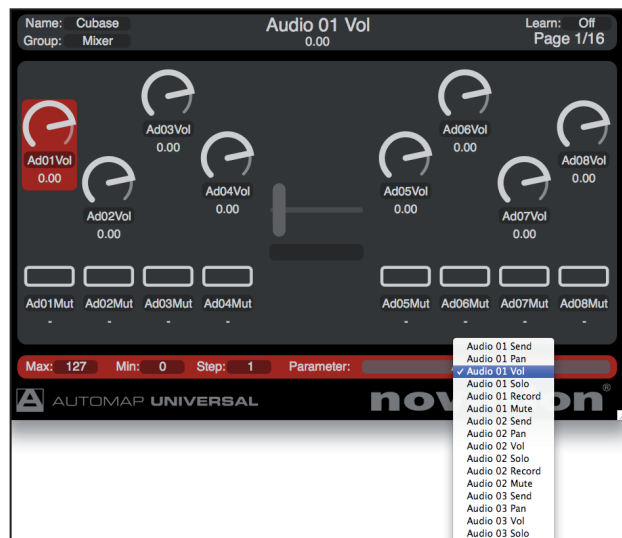 Name: Cubase
Audio 01 Vol
Learn: Off
Group: Mixer
0.00
Page 1/16
Ad01Vol
0.00
Ad02Vol
0.00
Ad03Vol
0.00
Ad04Vol
0.00
Ad05Vol
0.00
Ad06Vol
0.00
Ad07Vol
0.00
Ad08Vol
0.00
Ad01Mut Ad02Mut Ad03Mut Ad04Mut Ad05Mut Ad06Mut Ad07Mut Ad08Mut
- - - - - - - -
Max: 127 Min: 0 Step: 1 Parameter:
A AUTOMAP UNIVERSAL
®
Audio 01 Send
Audio 01 Pan
✓ Audio 01 Vol
Audio 01 Solo
Audio 01 Record
Audio 01 Mute
Audio 02 Send
Audio 02 Pan
Audio 02 Vol
Audio 02 Solo
Audio 02 Record
Audio 02 Mute
Audio 03 Send
Audio 03 Pan
Audio 03 Vol
Audio 03 Solo